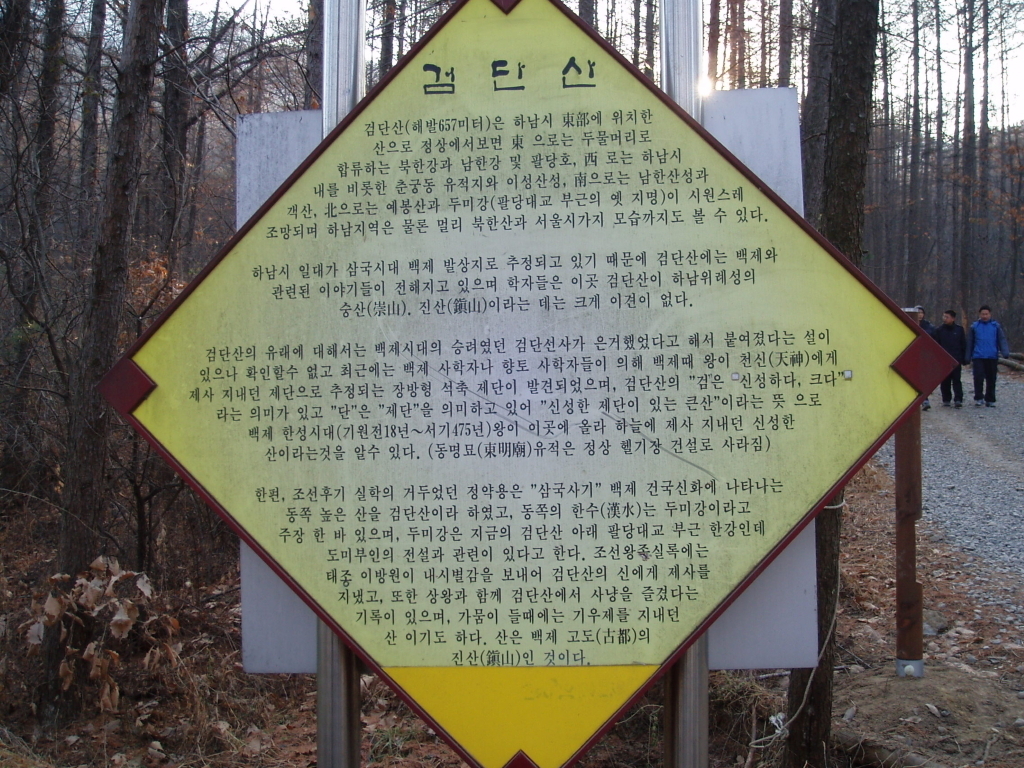 검단산
검단산(해발657미터)은 하남시 東部에 위치한
산으로 정상에서보면 東 으로는 두물머리로
합류하는 북한강과 남한강 및 팔당호, 西 로는 하남시
내를 비롯한 춘궁동 유적지와 이성산성, 南으로는 남한산성과
객산, 北으로는 예봉산과 두미강(팔당대교 부근의 옛 지명)이 시원스레
조망되며 하남지역은 물론 멀리 북한산과 서울시가지 모습까지도 볼 수 있다.
하남시 일대가 삼국시대 백제 발상지로 추정되고 있기 때문에 검단산에는 백제와
관련된 이야기들이 전해지고 있으며 학자들은 이곳 검단산이 하남위례성의
숭산(崇山). 진산(鎭山)이라는 데는 크게 이견이 없다.
검단산의 유래에 대해서는 백제시대의 승려였던 검단선사가 은거했었다고 해서 붙여졌다는 설이
있으나 확인할수 없고 최근에는 백제 사학자나 향토 사학자들이 의해 백제때 왕이 천신(天神)에게
제사 지내던 제단으로 추정되는 장방형 석축 제단이 발견되었으며, 검단산의 "검"은 "신성하다, 크다"
라는 의미가 있고 "단"은 "제단"을 의미하고 있어 "신성한 제단이 있는 큰산"이라는 뜻 으로
백제 한성시대(기원전18년~서기475년)왕이 이곳에 올라 하늘에 제사 지내던 신성한
산이라는것을 알수 있다. (동명묘(東明廟)유적은 정상 헬기장 건설로 사라짐)
한편, 조선후기 실학의 거두었던 정약용은 "삼국사기" 백제 건국신화에 나타나는
동쪽 높은 산을 검단산이라 하였고, 동쪽의 한수(漢水)는 두미강이라고
주장 한 바 있으며, 두미강은 지금의 검단산 아래 팔당대교 부근 한강인데
도미부인의 전설과 관련이 있다고 한다. 조선왕조실록에는
태종 이방원이 내시별감을 보내어 검단산의 신에게 제사를
지냈고, 또한 상왕과 함께 검단산에서 사냥을 즐겼다는
기록이 있으며, 가뭄이 들때에는 기우제를 지내던
산 이기도 하다. 산은 백제 고도(古都)의
진산(鎭山)인 것이다.